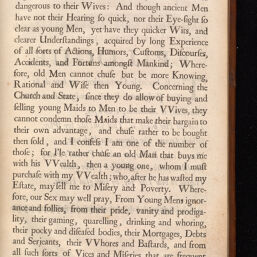 dangerous to their Wives: And though ancient Men
have not their Hearing so quick, nor their Eye-sight so
clear as young Men, yet have they quicker Wits, and
clearer Understandings, acquired by long Experience
of all sorts of Actions, Humors, Customs, Discourses,
Accidents, and Fortuns amongst Mankind; Where-
fore, old Men cannot chuse but be more Knowing,
Rational and Wise then Young. Concerning the
Church and State, since they do allow of buying and
selling young Maids to Men to be their VVives, they
cannot condemn those Maids that make their bargain to
their own advantage, and chuse rather to be bought
then sold, and I confess I am one of the number of
those; for I'le rather chuse an old Man that buys me
with his VVealth, then a young one, whom I must
purchase with my VVealth; who, after he has wasted my
Estate, may sell me to Misery and Poverty. Where-
fore, our Sex may well pray, From Young Mens ignor-
ance and follies, from their pride, vanity and prodiga-
lity, their gaming, quarelling, drinking and whoring,
their pocky and diseased bodies, their Mortgages, Debts
and Serjeants, their VVhores and Bastards, and from
all such sorts of Vices and Miseries that are frequent